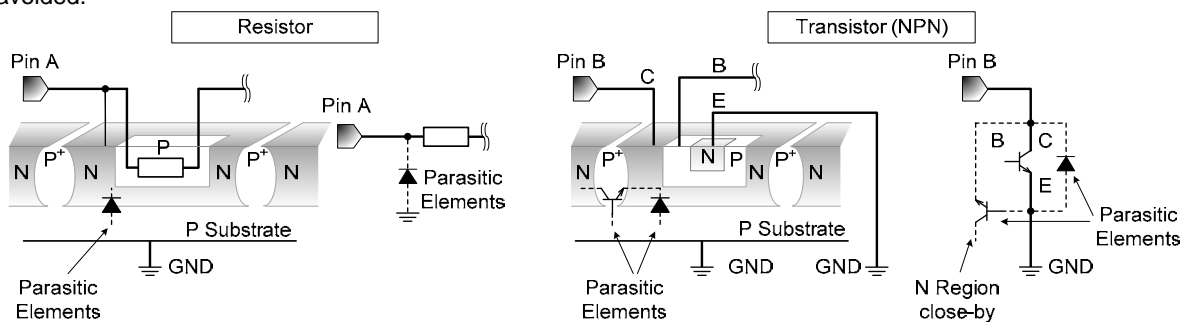 avoided.
Resistor
Transistor (NPN)
Pin A
Pin A
N
P+
N
P
N
P+
N
Parasitic
Elements
P Substrate
GND
Parasitic
Elements
Pin B
C
B
E
N
P+
N
P
N
P+
N
P Substrate
GND
GND
Parasitic
Elements
Pin B
B
C
E
Parasitic
Elements
GND
N Region
close-by